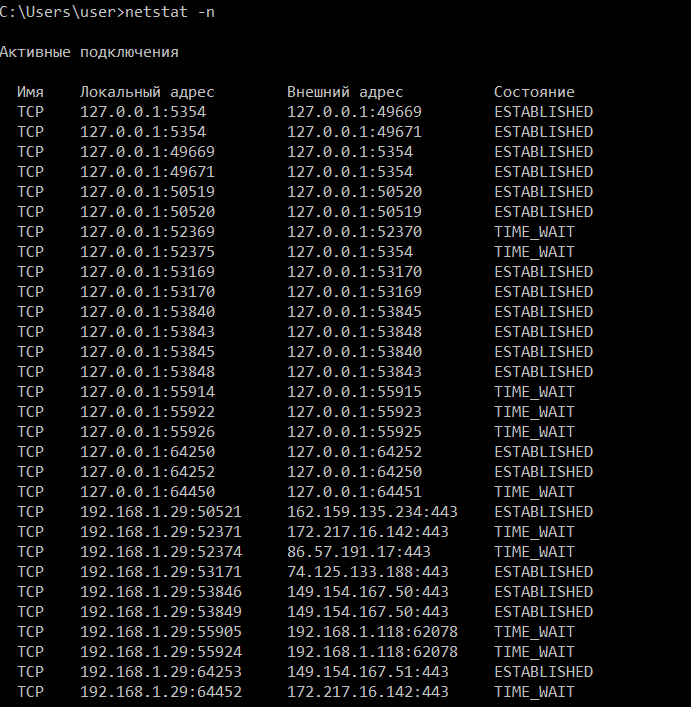 C:\Users\user>netstat -n
Активные подключения
Имя Локальный адрес Внешний адрес Состояние
TCP 127.0.0.1:5354 127.0.0.1:49669 ESTABLISHED
TCP 127.0.0.1:5354 127.0.0.1:49671 ESTABLISHED
TCP 127.0.0.1:49669 127.0.0.1:5354 ESTABLISHED
TCP 127.0.0.1:49671 127.0.0.1:5354 ESTABLISHED
TCP 127.0.0.1:50519 127.0.0.1:50520 ESTABLISHED
TCP 127.0.0.1:50520 127.0.0.1:50519 ESTABLISHED
TCP 127.0.0.1:52369 127.0.0.1:52370 TIME_WAIT
TCP 127.0.0.1:52375 127.0.0.1:5354 TIME_WAIT
TCP 127.0.0.1:53169 127.0.0.1:53170 ESTABLISHED
TCP 127.0.0.1:53170 127.0.0.1:53169 ESTABLISHED
TCP 127.0.0.1:53840 127.0.0.1:53845 ESTABLISHED
TCP 127.0.0.1:53843 127.0.0.1:53848 ESTABLISHED
TCP 127.0.0.1:53845 127.0.0.1:53840 ESTABLISHED
TCP 127.0.0.1:53848 127.0.0.1:53843 ESTABLISHED
TCP 127.0.0.1:55914 127.0.0.1:55915 TIME_WAIT
TCP 127.0.0.1:55922 127.0.0.1:55923 TIME_WAIT
TCP 127.0.0.1:55926 127.0.0.1:55925 TIME_WAIT
TCP 127.0.0.1:64250 127.0.0.1:64252 ESTABLISHED
TCP 127.0.0.1:64252 127.0.0.1:64250 ESTABLISHED
TCP 127.0.0.1:64450 127.0.0.1:64451 TIME_WAIT
TCP 192.168.1.29:50521 162.159.135.234:443 ESTABLISHED
TCP 192.168.1.29:52371 172.217.16.142:443 TIME_WAIT
TCP 192.168.1.29:52374 86.57.191.17:443 TIME_WAIT
TCP 192.168.1.29:53171 74.125.133.188:443 ESTABLISHED
TCP 192.168.1.29:53846 149.154.167.50:443 ESTABLISHED
TCP 192.168.1.29:53849 149.154.167.50:443 ESTABLISHED
TCP 192.168.1.29:55905 192.168.1.118:62078 TIME_WAIT
TCP 192.168.1.29:55924 192.168.1.118:62078 TIME_WAIT
TCP 192.168.1.29:64253 149.154.167.51:443 ESTABLISHED
TCP 192.168.1.29:64452 172.217.16.142:443 TIME_WAIT